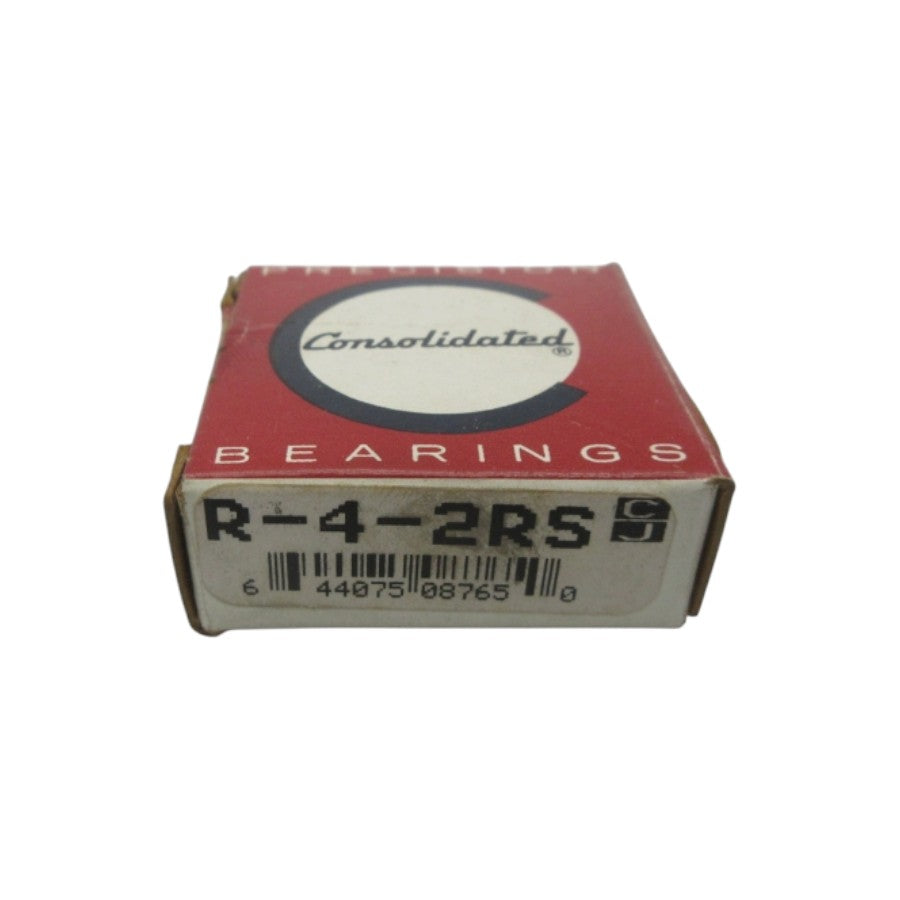 PRECISION
Consolidated®
BEARINGS
R-4-2RS CJ
6 44075 08765 0